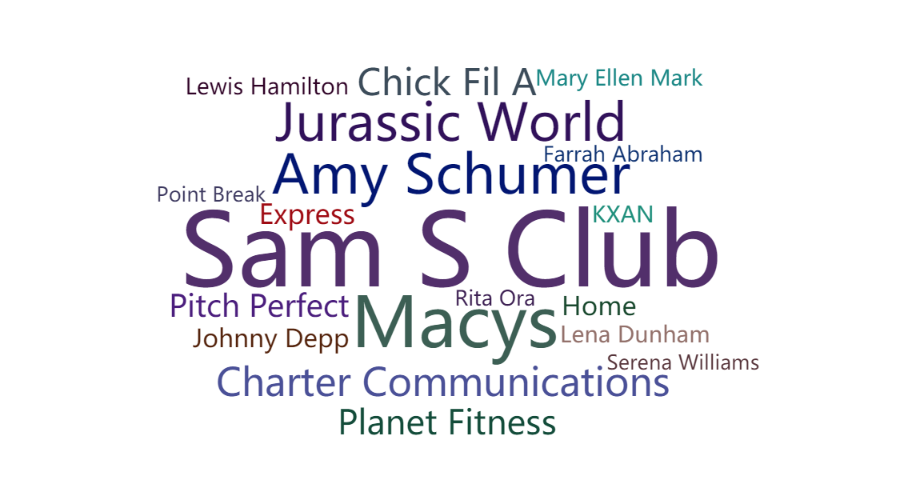 Lewis Hamilton
Chick Fil A
Mary Ellen Mark
Jurassic World
Farrah Abraham
Amy Schumer
Point Break
Express
KXAN
Sam S Club
Pitch Perfect
Macys
Rita Ora
Home
Johnny Depp
Lena Dunham
Serena Williams
Charter Communications
Planet Fitness